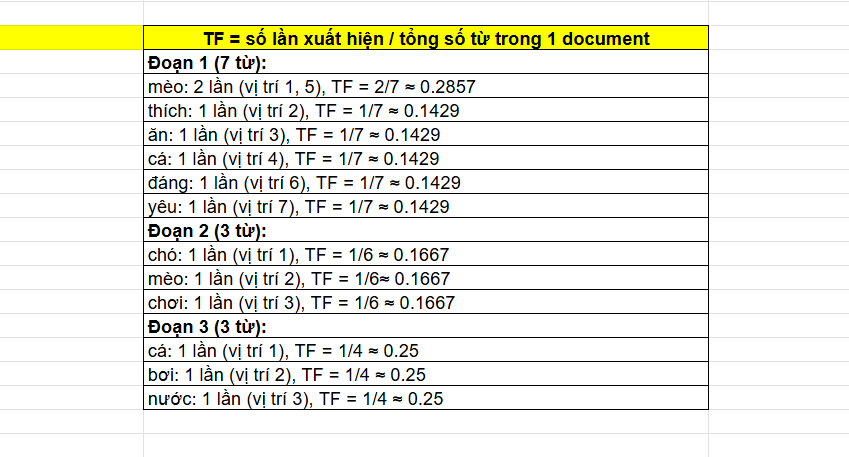 TF = số lần xuất hiện / tổng số từ trong 1 document
Đoạn 1 (7 từ):
mèo: 2 lần (vị trí 1, 5), TF = 2/7 ≈ 0.2857
thích: 1 lần (vị trí 2), TF = 1/7 ≈ 0.1429
ăn: 1 lần (vị trí 3), TF = 1/7 ≈ 0.1429
cá: 1 lần (vị trí 4), TF = 1/7 ≈ 0.1429
đáng: 1 lần (vị trí 6), TF = 1/7 ≈ 0.1429
yêu: 1 lần (vị trí 7), TF = 1/7 ≈ 0.1429
Đoạn 2 (3 từ):
chó: 1 lần (vị trí 1), TF = 1/6 ≈ 0.1667
mèo: 1 lần (vị trí 2), TF = 1/6≈ 0.1667
chơi: 1 lần (vị trí 3), TF = 1/6 ≈ 0.1667
Đoạn 3 (3 từ):
cá: 1 lần (vị trí 1), TF = 1/4 ≈ 0.25
bơi: 1 lần (vị trí 2), TF = 1/4 ≈ 0.25
nước: 1 lần (vị trí 3), TF = 1/4 ≈ 0.25